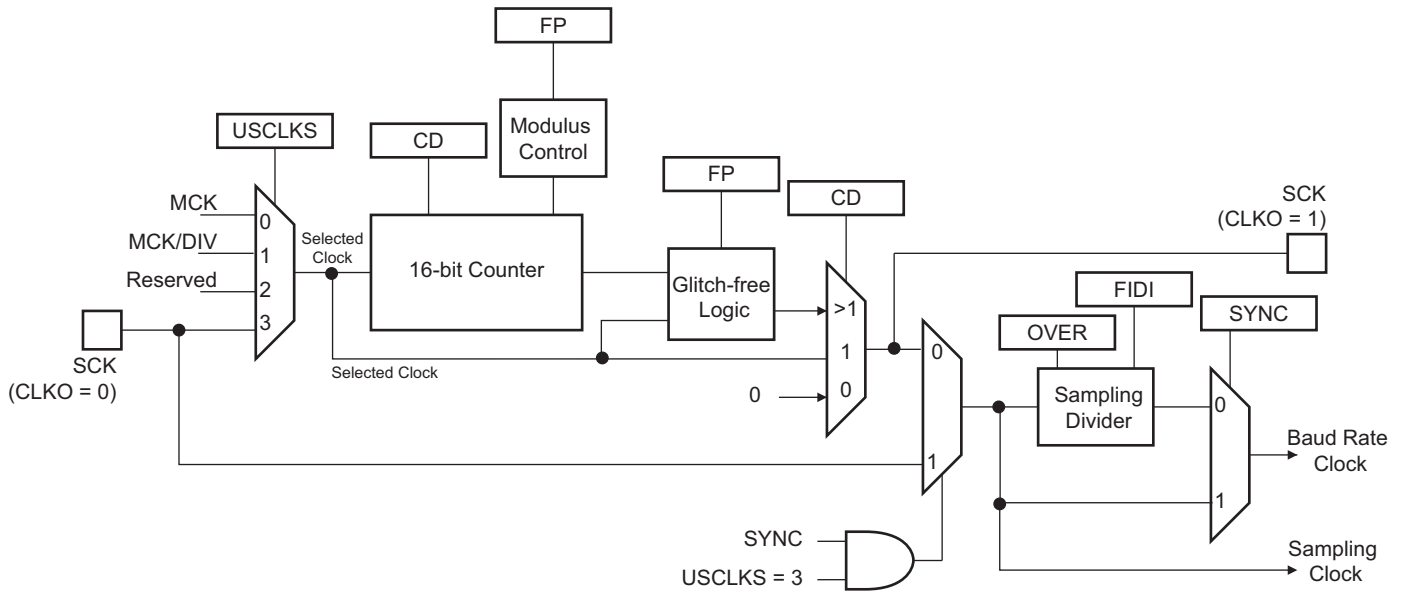 FP
USCLKS
CD
Modulus
Control
FP
CD
SCK
(CLKO = 1)
MCK
0
MCK/DIV
1
Selected
Clock
Reserved
2
3
16-bit Counter
Glitch-free
Logic
>1
1
0
0
SCK
(CLKO = 0)
Selected Clock
FIDI
OVER
SYNC
0
1
Sampling
Divider
0
1
Baud Rate
Clock
SYNC
USCLKS = 3
Sampling
Clock